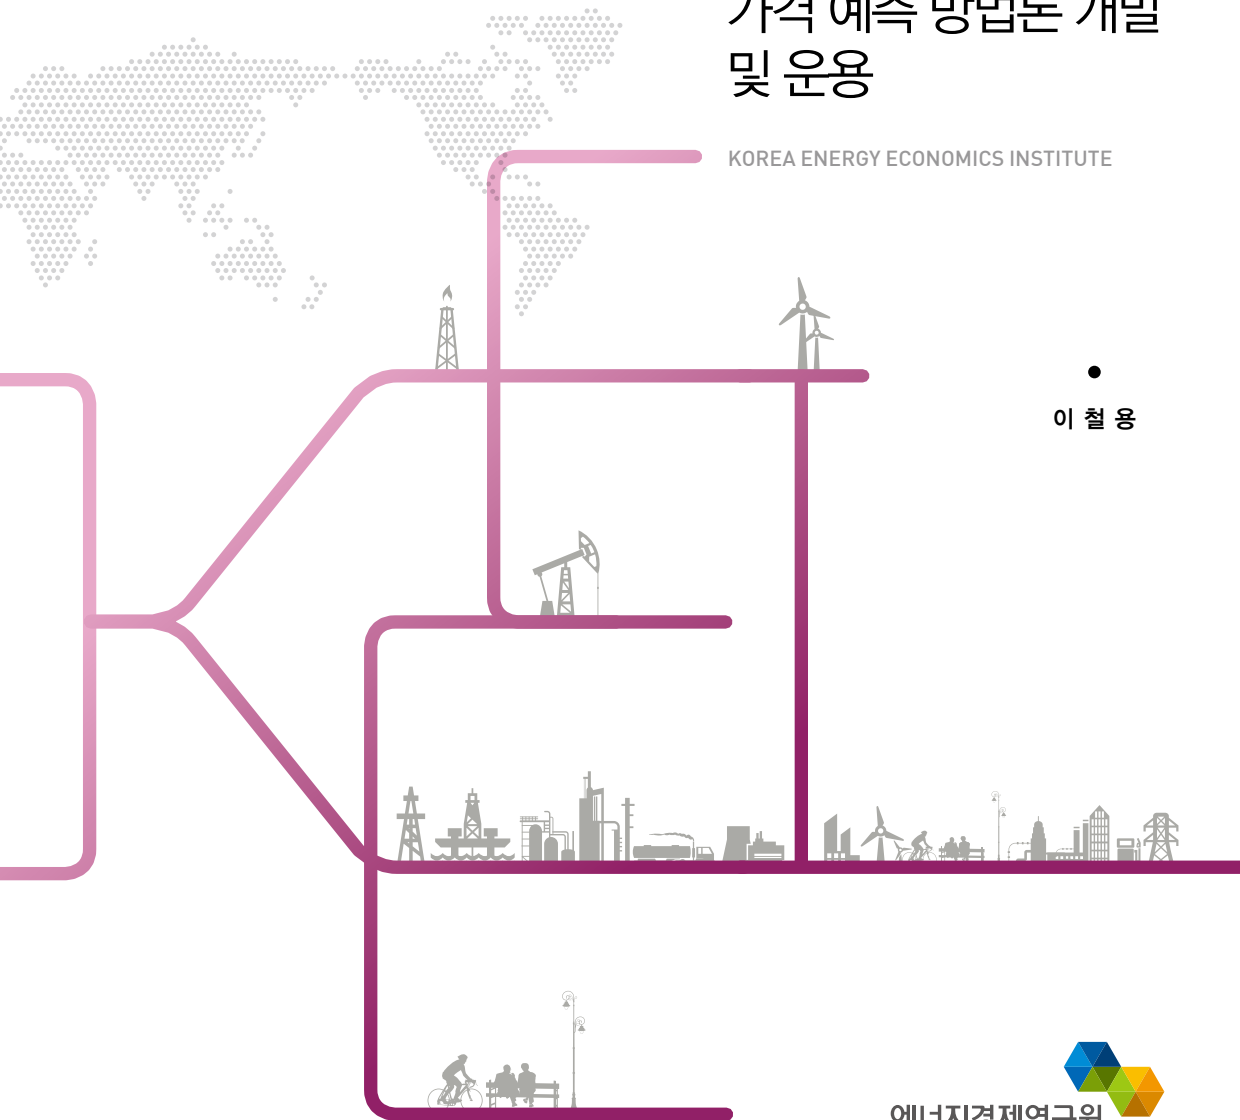 가격 예측 방법론 개발
및 운용
KOREA ENERGY ECONOMICS INSTITUTE
이 철 용
에너지경제연구원